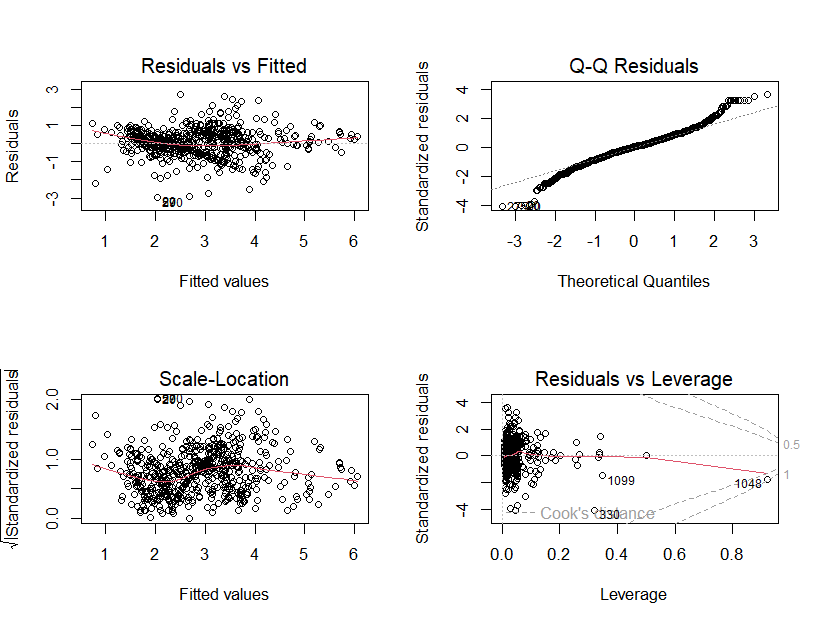 Residuals vs Fitted
Residuals
3
1
-1
-3
1 2 3 4 5 6
Fitted values
Q-Q Residuals
Standardized residuals
4
2
0
-2
-4
-3 -2 -1 0 1 2 3
Theoretical Quantiles
Scale-Location
√|Standardized residuals|
2.0
1.0
0.0
1 2 3 4 5 6
Fitted values
Residuals vs Leverage
Standardized residuals
4
2
0
-2
-4
0.5
1
1099
1048
330
Cook's distance
0.0 0.2 0.4 0.6 0.8
Leverage